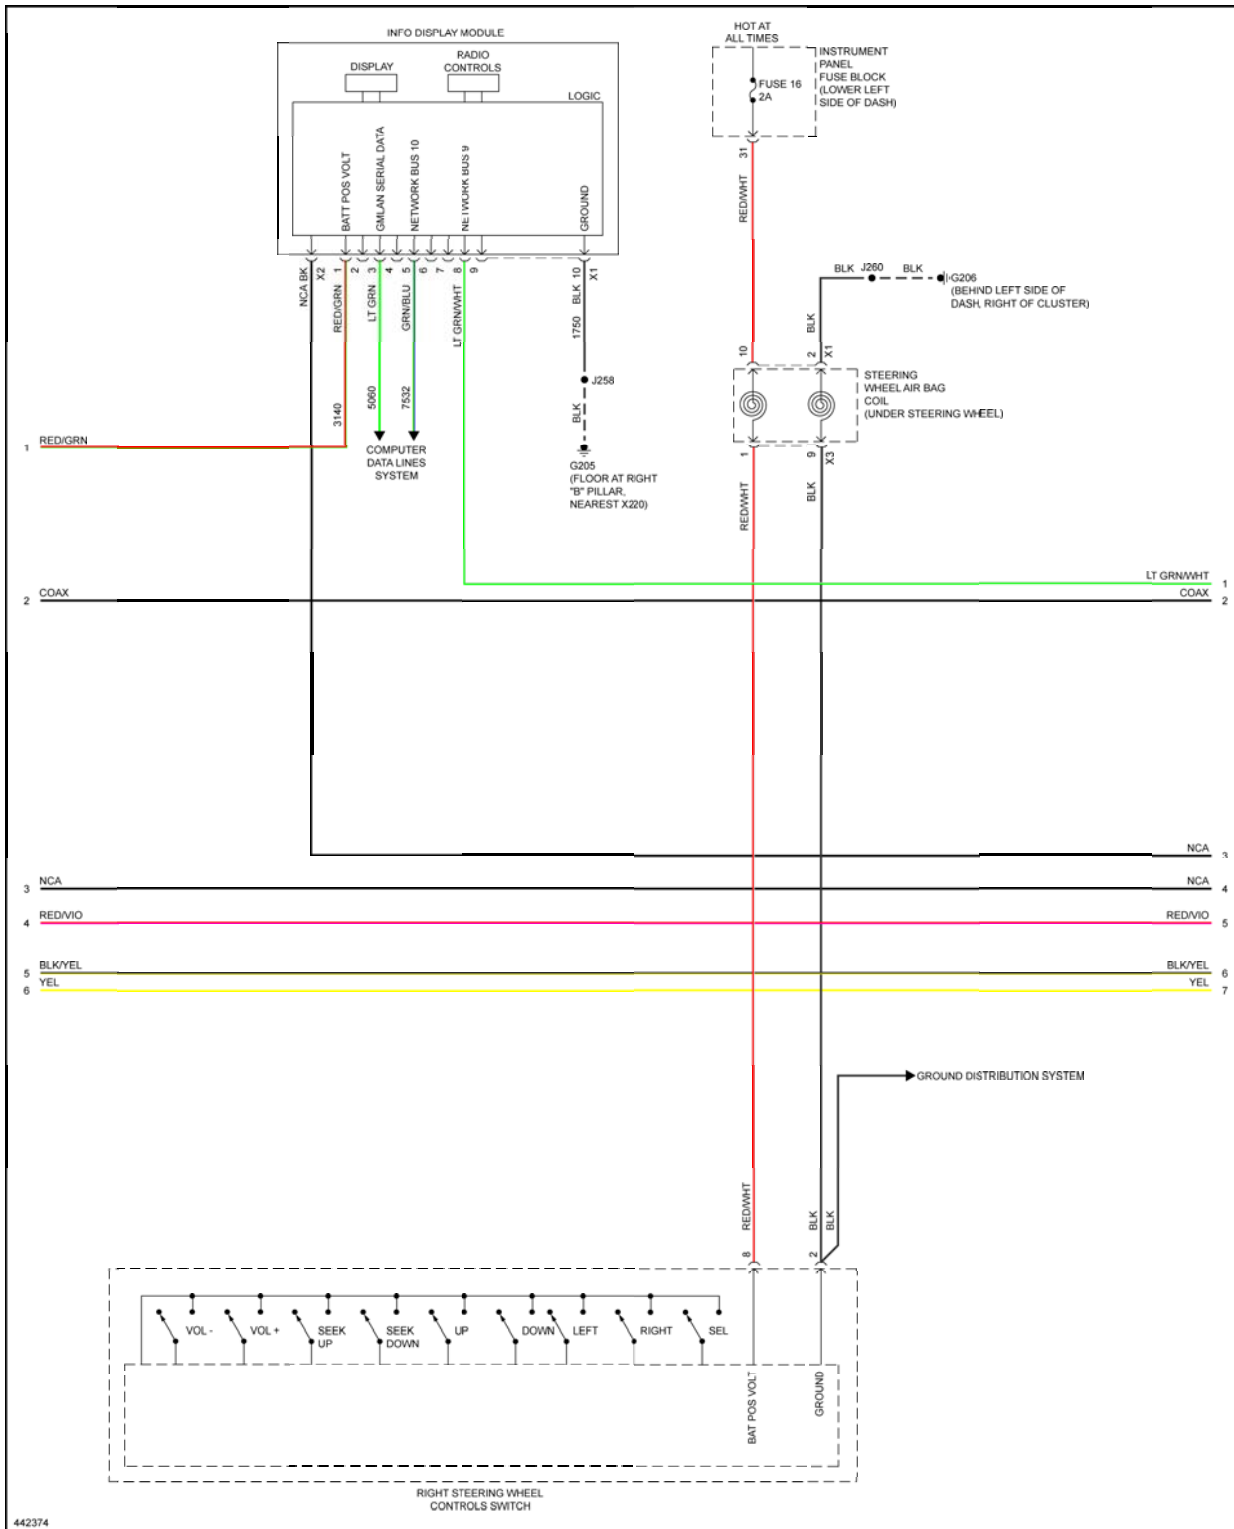 INFO DISPLAY MODULE
DISPLAY
RADIO
CONTROLS
LOGIC
BATT POS VOLT
GMLAN SERIAL DATA
NETWORK BUS 10
NETWORK BUS 9
GROUND
NCA BK
X2
1
2
3
4
5
6
7
8
9
10
X1
RED/GRN
LT GRN
GRN/BLU
LT GRN/WHT
BLK
3140
5060
7532
1750
J258
BLK
COMPUTER
DATA LINES
SYSTEM
G205
(FLOOR AT RIGHT
"B" PILLAR,
NEAREST X220)
HOT AT
ALL TIMES
FUSE 16
2A
INSTRUMENT
PANEL
FUSE BLOCK
(LOWER LEFT
SIDE OF DASH)
31
RED/WHT
BLK
J260
BLK
G206
(BEHIND LEFT SIDE OF
DASH, RIGHT OF CLUSTER)
BLK
10
2
X1
STEERING
WHEEL AIR BAG
COIL
(UNDER STEERING WHEEL)
1
9
X3
RED/WHT
BLK
1 RED/GRN
LT GRN/WHT 1
2 COAX
COAX 2
NCA 3
3 NCA
NCA 4
4 RED/VIO
RED/VIO 5
5 BLK/YEL
BLK/YEL 6
6 YEL
YEL 7
GROUND DISTRIBUTION SYSTEM
RED/WHT
BLK
BLK
8
2
VOL -
VOL +
SEEK
UP
SEEK
DOWN
UP
DOWN
LEFT
RIGHT
SEL
BAT POS VOLT
GROUND
RIGHT STEERING WHEEL
CONTROLS SWITCH
442374